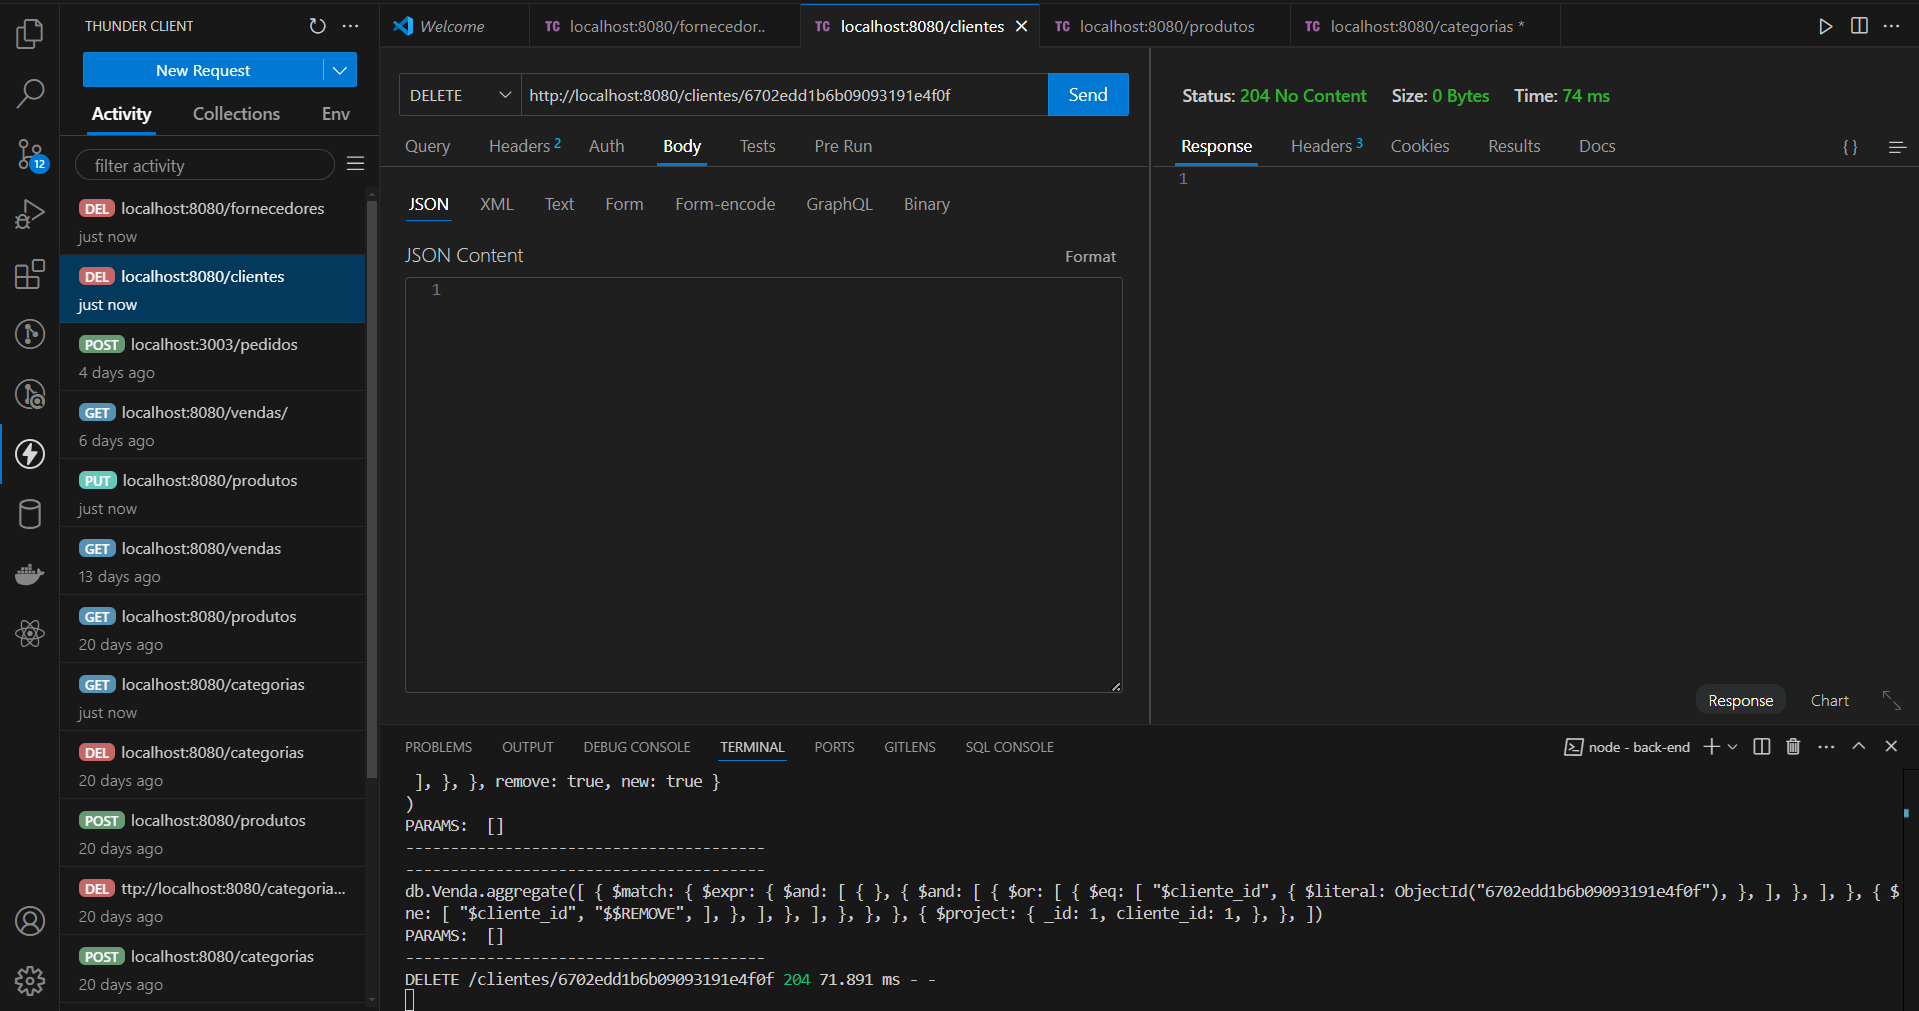 THUNDER CLIENT
New Request
Activity Collections Env
filter activity
12
DEL localhost:8080/fornecedores
just now
DEL localhost:8080/clientes
just now
POST localhost:3003/pedidos
4 days ago
GET localhost:8080/vendas/
6 days ago
PUT localhost:8080/produtos
just now
GET localhost:8080/vendas
13 days ago
GET localhost:8080/produtos
20 days ago
GET localhost:8080/categorias
just now
DEL localhost:8080/categorias
20 days ago
POST localhost:8080/produtos
20 days ago
DEL ttp://localhost:8080/categoria...
20 days ago
POST localhost:8080/categorias
20 days ago
Welcome
TC localhost:8080/fornecedor..
TC localhost:8080/clientes
TC localhost:8080/produtos
TC localhost:8080/categorias *
DELETE http://localhost:8080/clientes/6702edd1b6b09093191e4f0f Send
Query Headers 2 Auth Body Tests Pre Run
JSON XML Text Form Form-encode GraphQL Binary
JSON Content Format
1
Status: 204 No Content Size: 0 Bytes Time: 74 ms
Response Headers 3 Cookies Results Docs {}
1
Response Chart
PROBLEMS OUTPUT DEBUG CONSOLE TERMINAL PORTS GITLENS SQL CONSOLE node - back-end
], }, }, remove: true, new: true }
)
PARAMS: []
----------------------------------------
----------------------------------------
db.Venda.aggregate([ { $match: { $expr: { $and: [ { }, { $and: [ { $or: [ { $eq: [ "$cliente_id", { $literal: ObjectId("6702edd1b6b09093191e4f0f"), }, ], }, ], }, { $
ne: [ "$cliente_id", "$$REMOVE", ], }, ], }, ], }, }, }, { $project: { _id: 1, cliente_id: 1, }, }, ])
PARAMS: []
----------------------------------------
DELETE /clientes/6702edd1b6b09093191e4f0f 204 71.891 ms - -